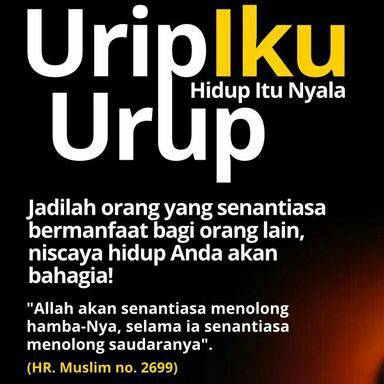 Urip Iku
Hidup Itu Nyala
Urup
Jadilah orang yang senantiasa
bermanfaat bagi orang lain,
niscaya hidup Anda akan
bahagia!
"Allah akan senantiasa menolong
hamba-Nya, selama ia senantiasa
menolong saudaranya".
(HR. Muslim no. 2699)